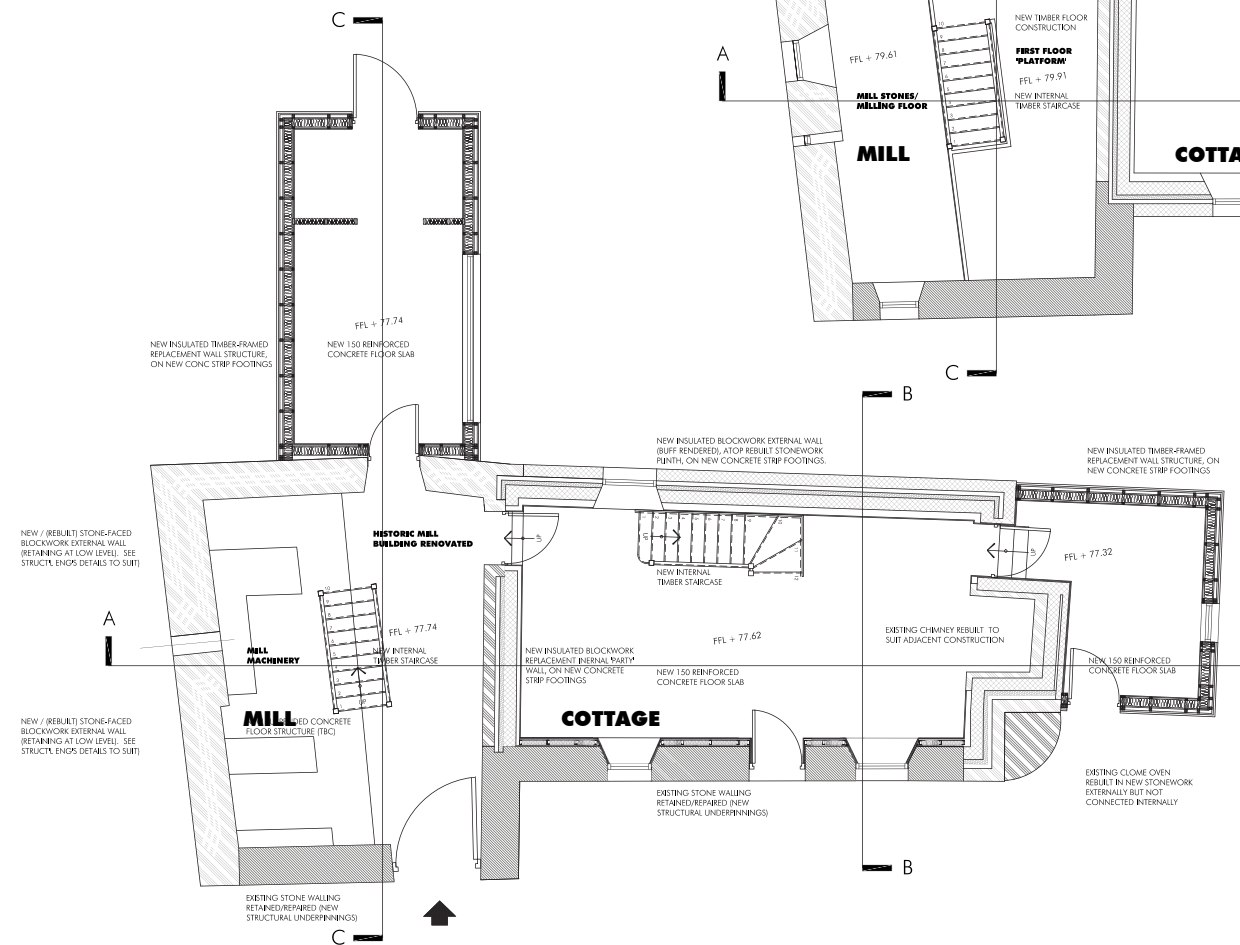 C
A
NEW TIMBER FLOOR
CONSTRUCTION
FIRST FLOOR
'PLATFORM'
FFL + 79.61
FFL + 79.91
MILL STONES/
MILLING FLOOR
NEW INTERNAL
TIMBER STAIRCASE
MILL
COTTA
C
B
FFL + 77.74
NEW INSULATED TIMBER-FRAMED
REPLACEMENT WALL STRUCTURE,
ON NEW CONC STRIP FOOTINGS
NEW 150 REINFORCED
CONCRETE FLOOR SLAB
NEW INSULATED BLOCKWORK EXTERNAL WALL
(BUFF RENDERED), ATOP REBUILT STONEWORK
PLINTH, ON NEW CONCRETE STRIP FOOTINGS.
NEW INSULATED TIMBER-FRAMED
REPLACEMENT WALL STRUCTURE, ON
NEW CONCRETE STRIP FOOTINGS
NEW / (REBUILT) STONE-FACED
BLOCKWORK EXTERNAL WALL
(RETAINING AT LOW LEVEL). SEE
STRUCT'L ENG'S DETAILS TO SUIT)
HISTORIC MILL
BUILDING RENOVATED
UP
UP
UP
FFL + 77.32
NEW INTERNAL
TIMBER STAIRCASE
A
FFL + 77.74
FFL + 77.62
EXISTING CHIMNEY REBUILT TO
SUIT ADJACENT CONSTRUCTION
MILL
MACHINERY
NEW INTERNAL
TIMBER STAIRCASE
NEW INSULATED BLOCKWORK
REPLACEMENT INERNAL 'PARTY'
WALL, ON NEW CONCRETE
STRIP FOOTINGS
NEW 150 REINFORCED
CONCRETE FLOOR SLAB
NEW 150 REINFORCED
CONCRETE FLOOR SLAB
UP
NEW / (REBUILT) STONE-FACED
BLOCKWORK EXTERNAL WALL
(RETAINING AT LOW LEVEL). SEE
STRUCT'L ENG'S DETAILS TO SUIT)
MILL
CONCRETE
FLOOR STRUCTURE (TBC)
COTTAGE
EXISTING STONE WALLING
RETAINED/REPAIRED (NEW
STRUCTURAL UNDERPINNINGS)
EXISTING CLOME OVEN
REBUILT IN NEW STONEWORK
EXTERNALLY BUT NOT
CONNECTED INTERNALLY
B
EXISTING STONE WALLING
RETAINED/REPAIRED (NEW
STRUCTURAL UNDERPINNINGS)
C